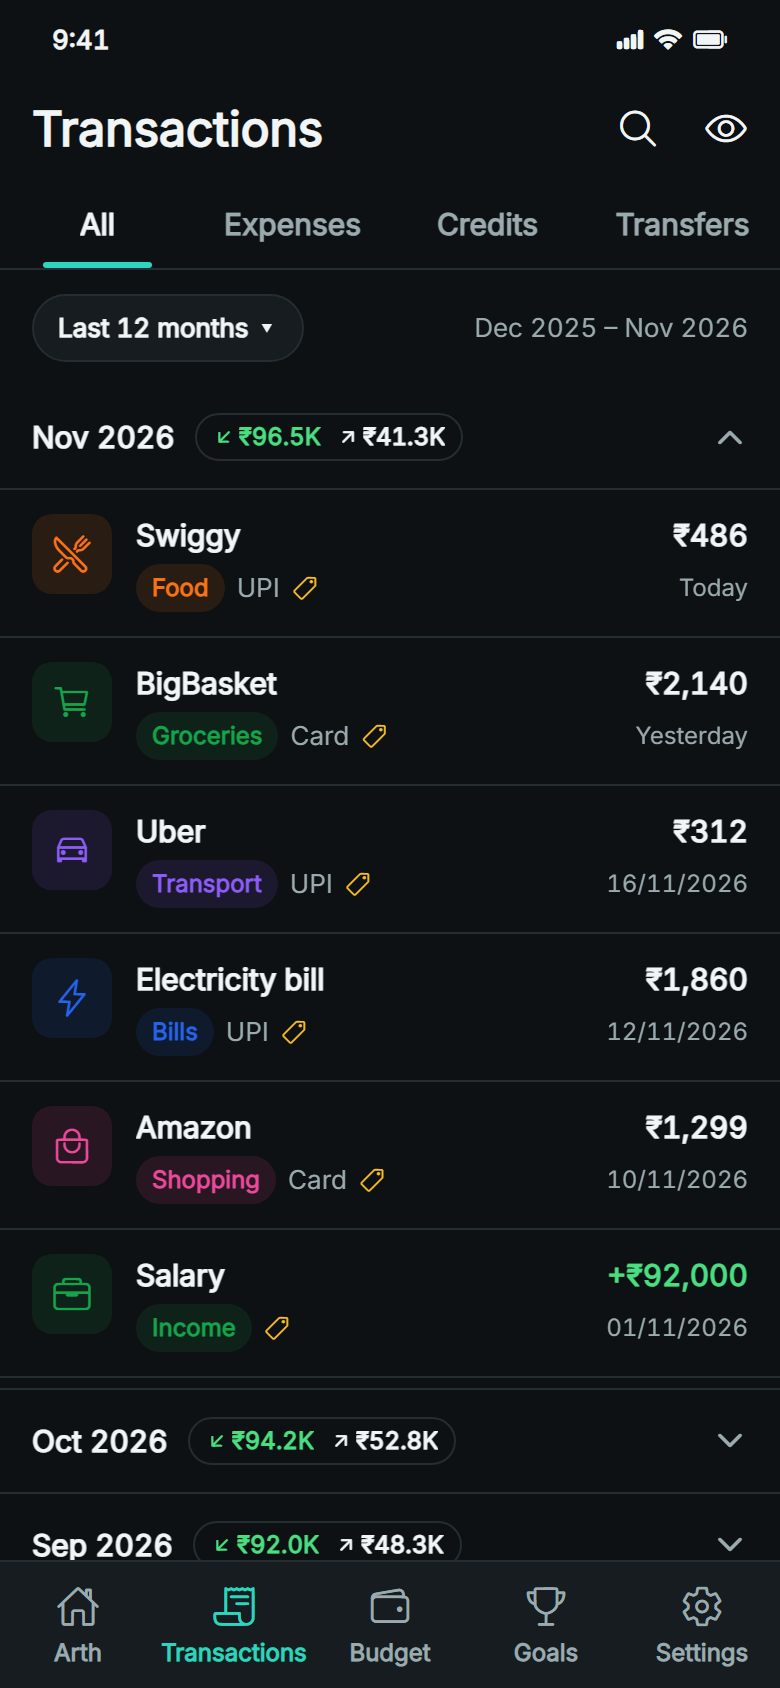 9:41
Transactions
All Expenses Credits Transfers
Last 12 months ▼ Dec 2025 – Nov 2026
Nov 2026 ↙ ₹96.5K ↗ ₹41.3K
Swiggy ₹486
Food UPI Today
BigBasket ₹2,140
Groceries Card Yesterday
Uber ₹312
Transport UPI 16/11/2026
Electricity bill ₹1,860
Bills UPI 12/11/2026
Amazon ₹1,299
Shopping Card 10/11/2026
Salary +₹92,000
Income 01/11/2026
Oct 2026 ↙ ₹94.2K ↗ ₹52.8K
Sep 2026 ↙ ₹92.0K ↗ ₹48.3K
Arth Transactions Budget Goals Settings